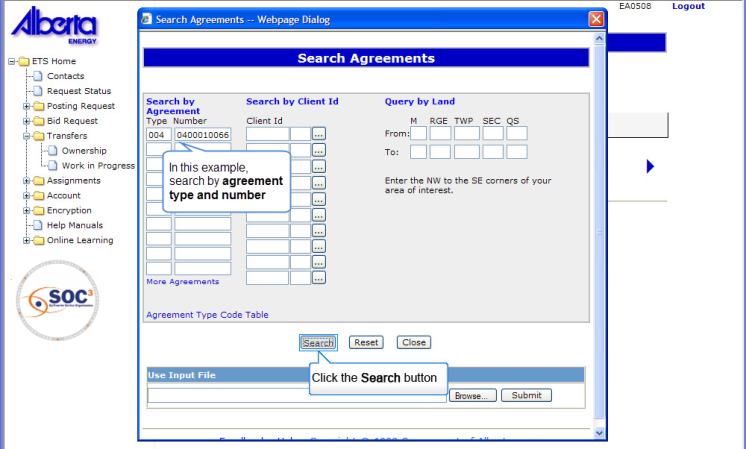 EA0508 Logout
Alberta
ENERGY
ETS Home
Contacts
Request Status
Posting Request
Bid Request
Transfers
Ownership
Work in Progress
Assignments
Account
Encryption
Help Manuals
Online Learning
SOC3
Search Agreements -- Webpage Dialog
Search Agreements
Search by Agreement
Type Number
004 0400010066
In this example,
search by agreement
type and number
More Agreements
Agreement Type Code Table
Search by Client Id
Client Id
...
...
...
...
...
...
...
...
...
...
Query by Land
M RGE TWP SEC QS
From:
To:
Enter the NW to the SE corners of your
area of interest.
Search Reset Close
Click the Search button
Use Input File
Browse... Submit